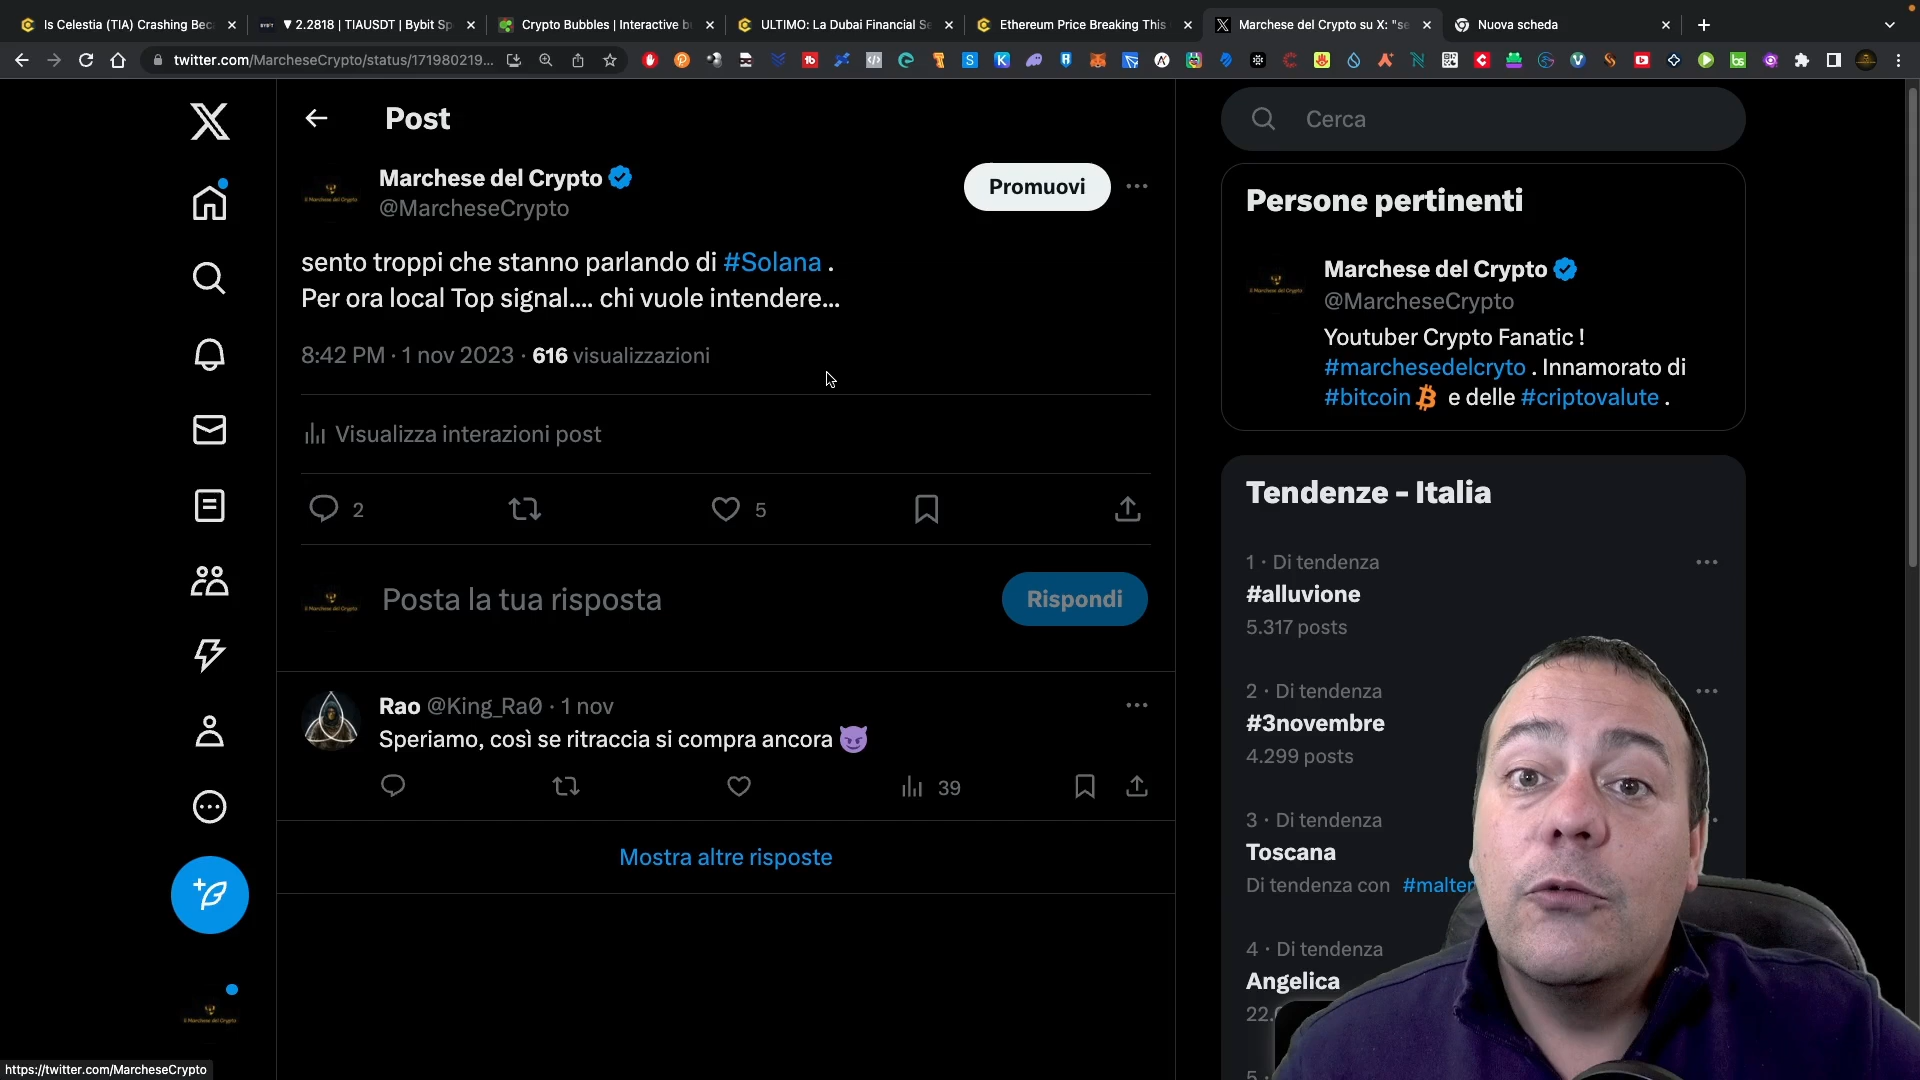 Is Celestia (TIA) Crashing Bec
▼ 2.2818 | TIAUSDT | Bybit Sp
Crypto Bubbles | Interactive b
ULTIMO: La Dubai Financial Se
Ethereum Price Breaking This
Marchese del Crypto su X: "se
Nuova scheda
twitter.com/MarcheseCrypto/status/171980219...
Post
Marchese del Crypto
@MarcheseCrypto
Promuovi
sento troppi che stanno parlando di #Solana .
Per ora local Top signal.... chi vuole intendere...
8:42 PM · 1 nov 2023 · 616 visualizzazioni
Visualizza interazioni post
2
5
Posta la tua risposta
Rispondi
Rao @King_Ra0 · 1 nov
Speriamo, così se ritraccia si compra ancora
39
Mostra altre risposte
Cerca
Persone pertinenti
Marchese del Crypto
@MarcheseCrypto
Youtuber Crypto Fanatic !
#marchesedelcryto . Innamorato di
#bitcoin e delle #criptovalute .
Tendenze - Italia
1 · Di tendenza
#alluvione
5.317 posts
2 · Di tendenza
#3novembre
4.299 posts
3 · Di tendenza
Toscana
Di tendenza con #malte
4 · Di tendenza
Angelica
22.
5 ·
https://twitter.com/MarcheseCrypto